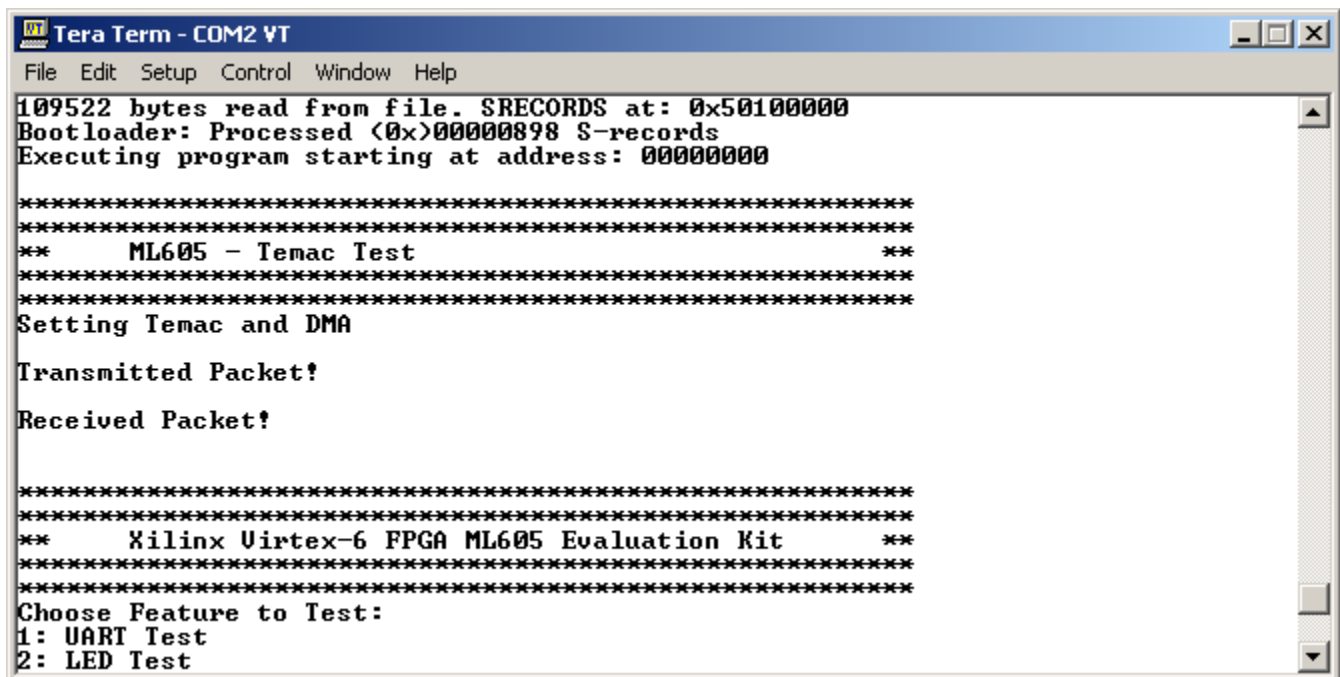 Tera Term - COM2 VT
File Edit Setup Control Window Help
109522 bytes read from file. SRECORDS at: 0x50100000
Bootloader: Processed (0x)00000898 S-records
Executing program starting at address: 00000000
********************************************************
********************************************************
**     ML605 - Temac Test                             **
********************************************************
********************************************************
Setting Temac and DMA
Transmitted Packet!
Received Packet!
********************************************************
********************************************************
**     Xilinx Virtex-6 FPGA ML605 Evaluation Kit      **
********************************************************
********************************************************
Choose Feature to Test:
1: UART Test
2: LED Test